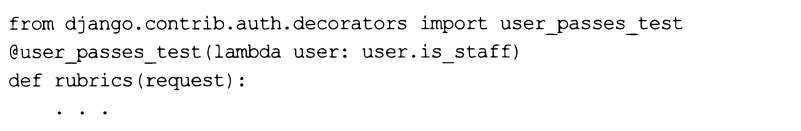 from django.contrib.auth.decorators import user_passes_test
@user_passes_test(lambda user: user.is_staff)
def rubrics(request):
    . . .